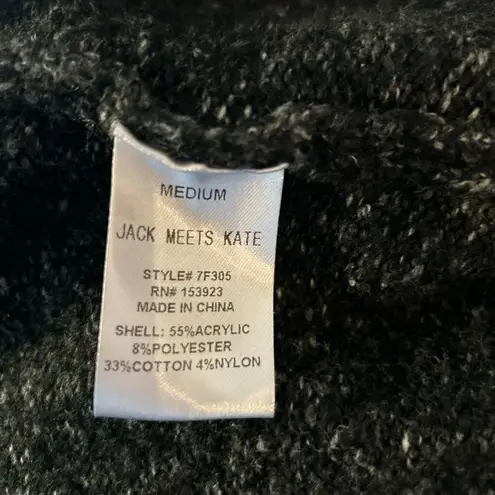 MEDIUM
JACK MEETS KATE
STYLE# 7F305
RN# 153923
MADE IN CHINA
SHELL: 55%ACRYLIC
8%POLYESTER
33%COTTON 4%NYLON